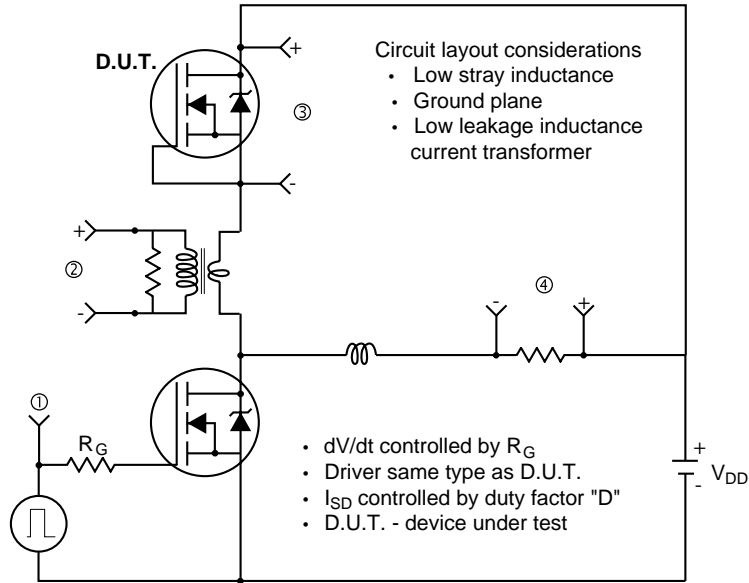 D.U.T.
+
Circuit layout considerations
• Low stray inductance
• Ground plane
• Low leakage inductance
current transformer
③
-
+
②
-
④
- +
①
R_G
• dV/dt controlled by R_G
• Driver same type as D.U.T.
• I_SD controlled by duty factor "D"
• D.U.T. - device under test
+
V_DD
-